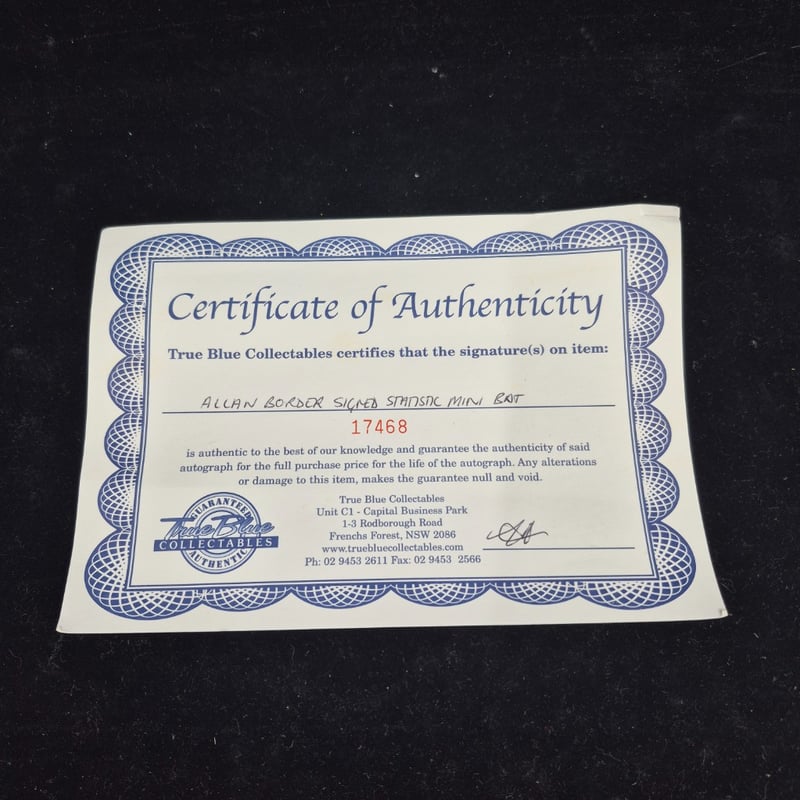 Certificate of Authenticity
True Blue Collectables certifies that the signature(s) on item:
ALLAN BORDER SIGNED STATISTIC MINI BAT
17468
is authentic to the best of our knowledge and guarantee the authenticity of said
autograph for the full purchase price for the life of the autograph. Any alterations
or damage to this item, makes the guarantee null and void.
True Blue Collectables
Unit C1 - Capital Business Park
1-3 Rodborough Road
Frenchs Forest, NSW 2086
www.truebluecollectables.com
Ph: 02 9453 2611 Fax: 02 9453 2566
GUARANTEED
True Blue
COLLECTABLES
AUTHENTIC